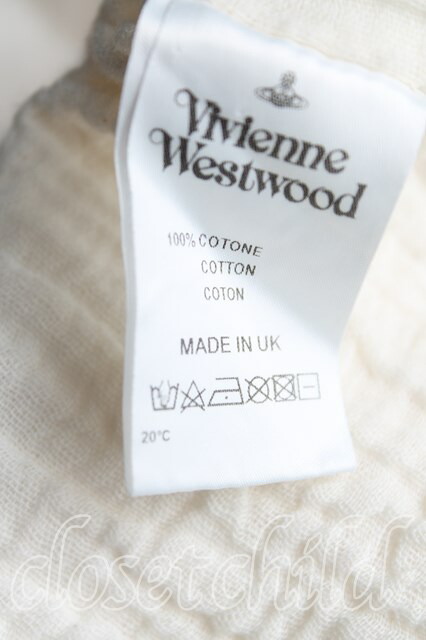 Vivienne
Westwood
100% COTONE
COTTON
COTON
MADE IN UK
20°C
closetchild